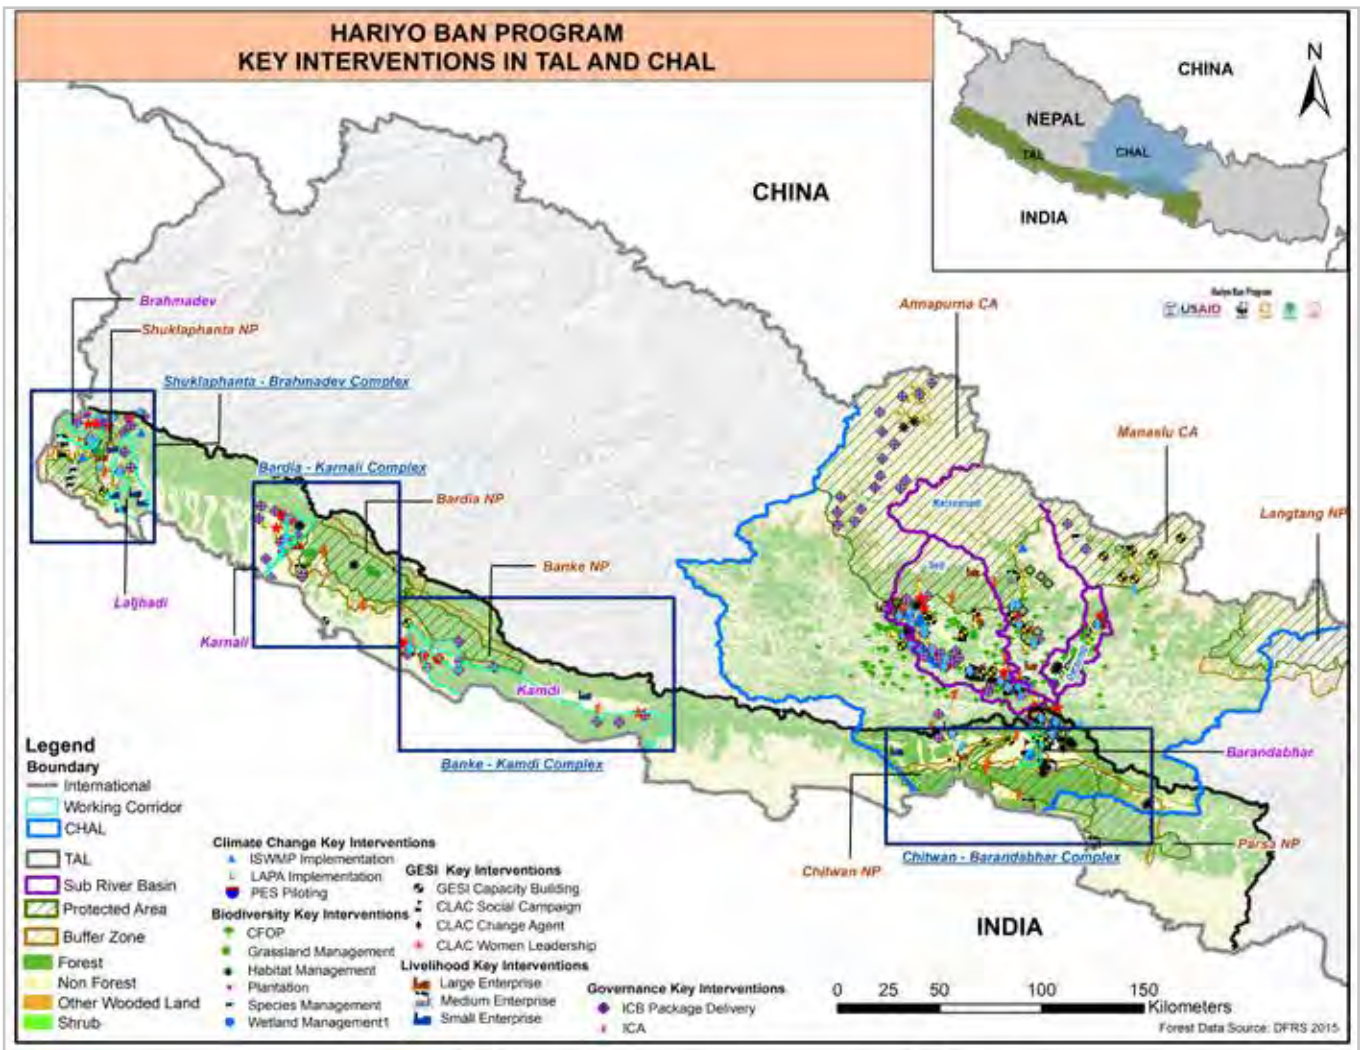 HARIYO BAN PROGRAM
KEY INTERVENTIONS IN TAL AND CHAL
N
CHINA
NEPAL
TAL
CHAL
INDIA
CHINA
Hariyo Ban Program
USAID
Annapurna CA
Brahmadev
Shuklaphanta NP
Shuklaphanta - Brahmadev Complex
Manaslu CA
Bardia - Karnali Complex
Bardia NP
Langtang NP
Seti
Banke NP
Laljhadi
Karnali
Kamdi
Barandabhar
Banke - Kamdi Complex
Parsa NP
Chitwan - Barandabhar Complex
Chitwan NP
INDIA
Legend
Boundary
International
Working Corridor
CHAL
TAL
Sub River Basin
Protected Area
Buffer Zone
Forest
Non Forest
Other Wooded Land
Shrub
Climate Change Key Interventions
ISWMP Implementation
LAPA Implementation
PES Piloting
Biodiversity Key Interventions
CFOP
Grassland Management
Habitat Management
Plantation
Species Management
Wetland Management1
GESI Key Interventions
GESI Capacity Building
CLAC Social Campaign
CLAC Change Agent
CLAC Women Leadership
Livelihood Key Interventions
Large Enterprise
Medium Enterprise
Small Enterprise
Governance Key Interventions
ICB Package Delivery
ICA
0 25 50 100 150
Kilometers
Forest Data Source: DFRS 2015